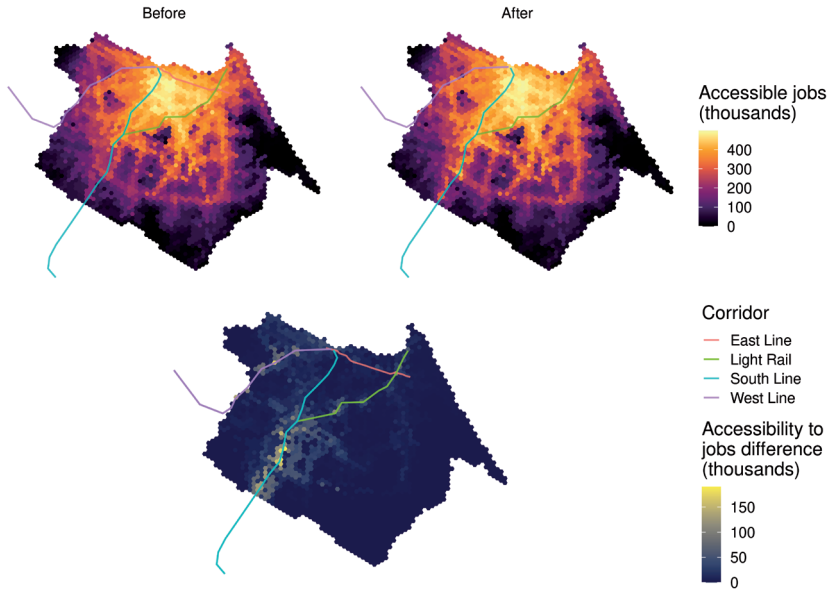 Before
After
Accessible jobs
(thousands)
400
300
200
100
0
Corridor
East Line
Light Rail
South Line
West Line
Accessibility to
jobs difference
(thousands)
150
100
50
0